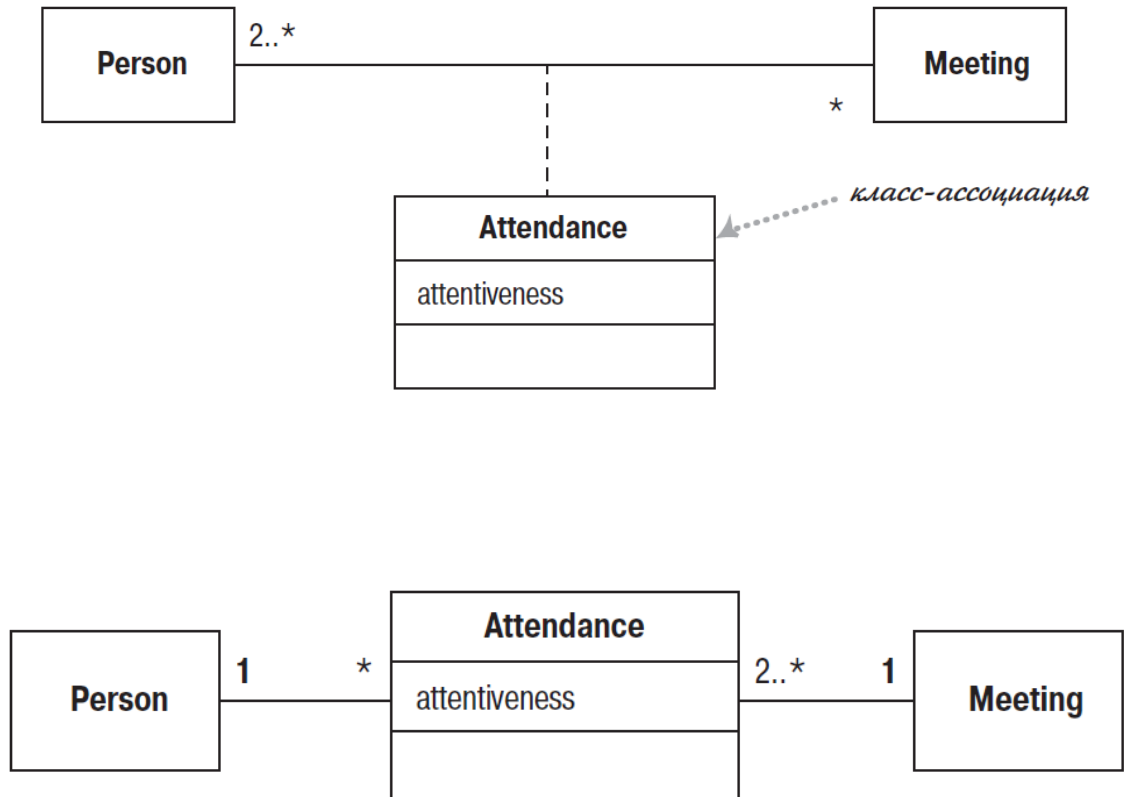 Person
2..*
Meeting
*
класс-ассоциация
Attendance
attentiveness
Attendance
Person
1
*
attentiveness
2..*
1
Meeting